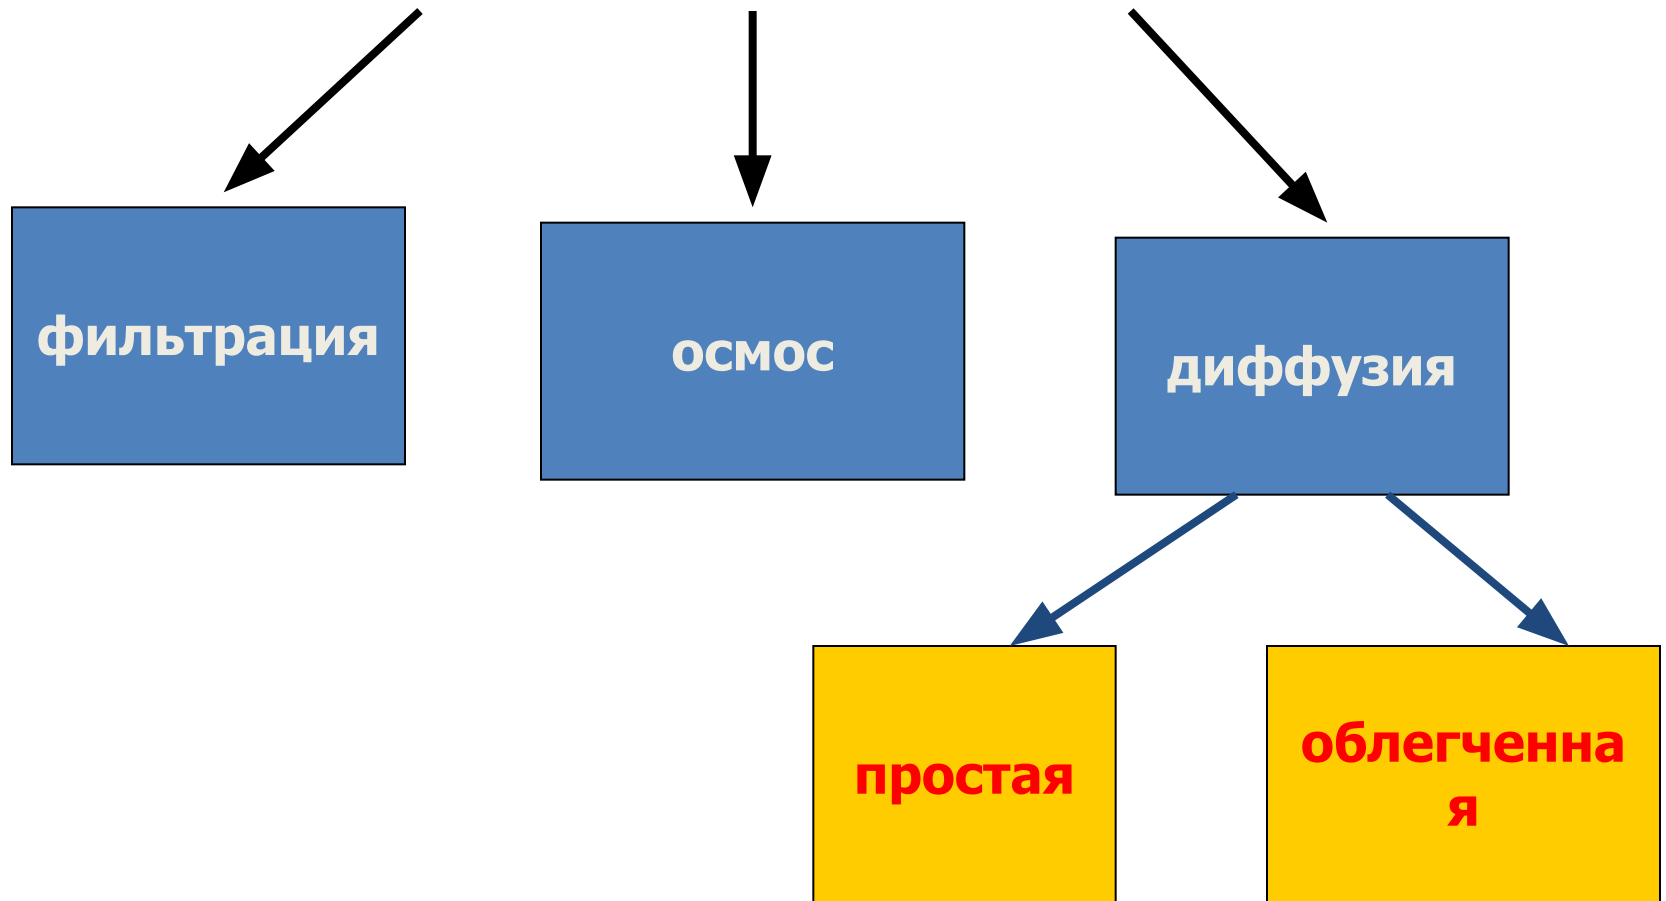 фильтрация
осмос
диффузия
простая
облегченна
я